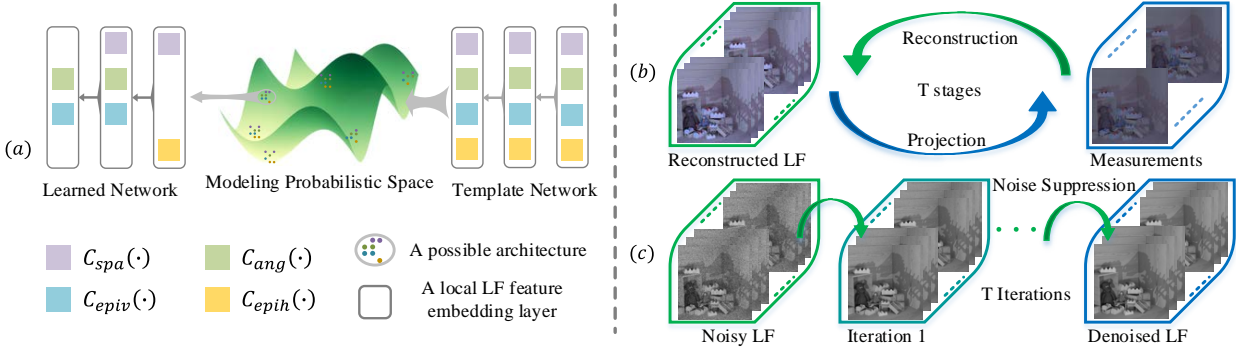 (a)
Learned Network
Modeling Probabilistic Space
Template Network
C_spa(·)
C_ang(·)
A possible architecture
C_epiv(·)
C_epih(·)
A local LF feature
embedding layer
(b)
Reconstruction
T stages
Projection
Reconstructed LF
Measurements
(c)
Noise Suppression
T Iterations
Noisy LF
Iteration 1
Denoised LF